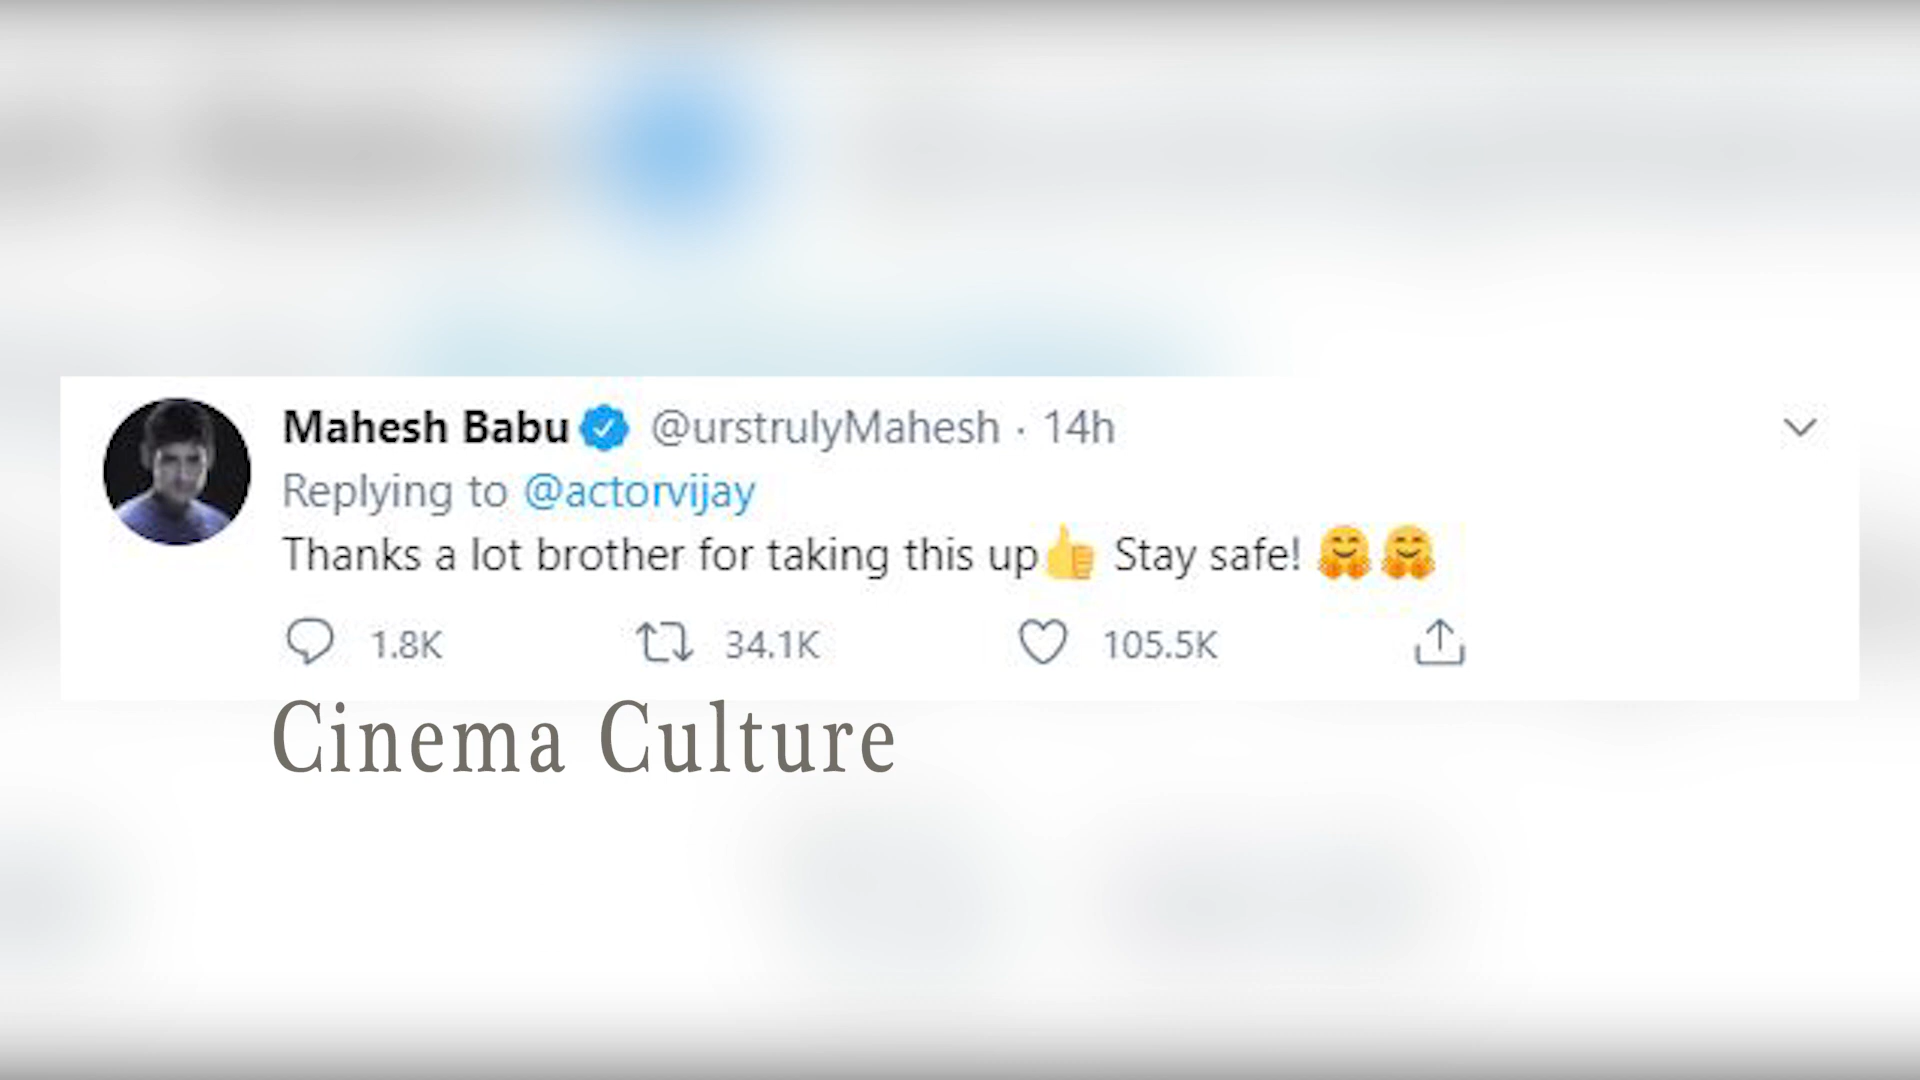 Mahesh Babu @urstrulyMahesh · 14h
Replying to @actorvijay
Thanks a lot brother for taking this up👍 Stay safe! 🤗🤗
1.8K 34.1K 105.5K
Cinema Culture